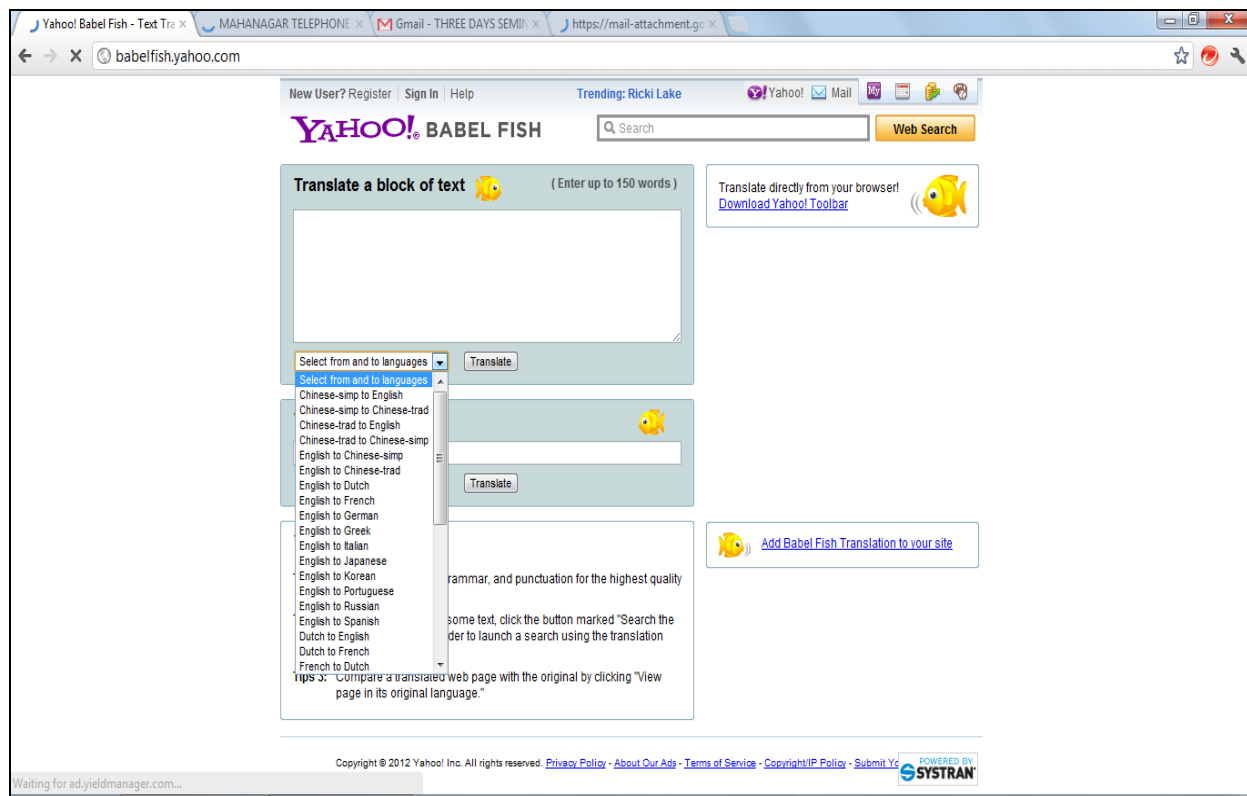 Yahoo! Babel Fish - Text Tra
MAHANAGAR TELEPHONE
Gmail - THREE DAYS SEMIN
https://mail-attachment.go
babelfish.yahoo.com
New User? Register Sign In Help Trending: Ricki Lake Yahoo! Mail My
YAHOO! BABEL FISH Search Web Search
Translate a block of text ( Enter up to 150 words )
Translate directly from your browser!
Download Yahoo! Toolbar
Select from and to languages Translate
Select from and to languages
Chinese-simp to English
Chinese-simp to Chinese-trad
Chinese-trad to English
Chinese-trad to Chinese-simp
English to Chinese-simp
English to Chinese-trad
English to Dutch
Translate
English to French
English to German
English to Greek
English to Italian
English to Japanese
English to Korean
English to Portuguese
English to Russian
English to Spanish
Dutch to English
Dutch to French
French to Dutch
Add Babel Fish Translation to your site
rammar, and punctuation for the highest quality
some text, click the button marked "Search the
der to launch a search using the translation
Tips 3: Compare a translated web page with the original by clicking "View
page in its original language."
Copyright © 2012 Yahoo! Inc. All rights reserved. Privacy Policy - About Our Ads - Terms of Service - Copyright/IP Policy - Submit Yo
POWERED BY
SYSTRAN
Waiting for ad.yieldmanager.com...